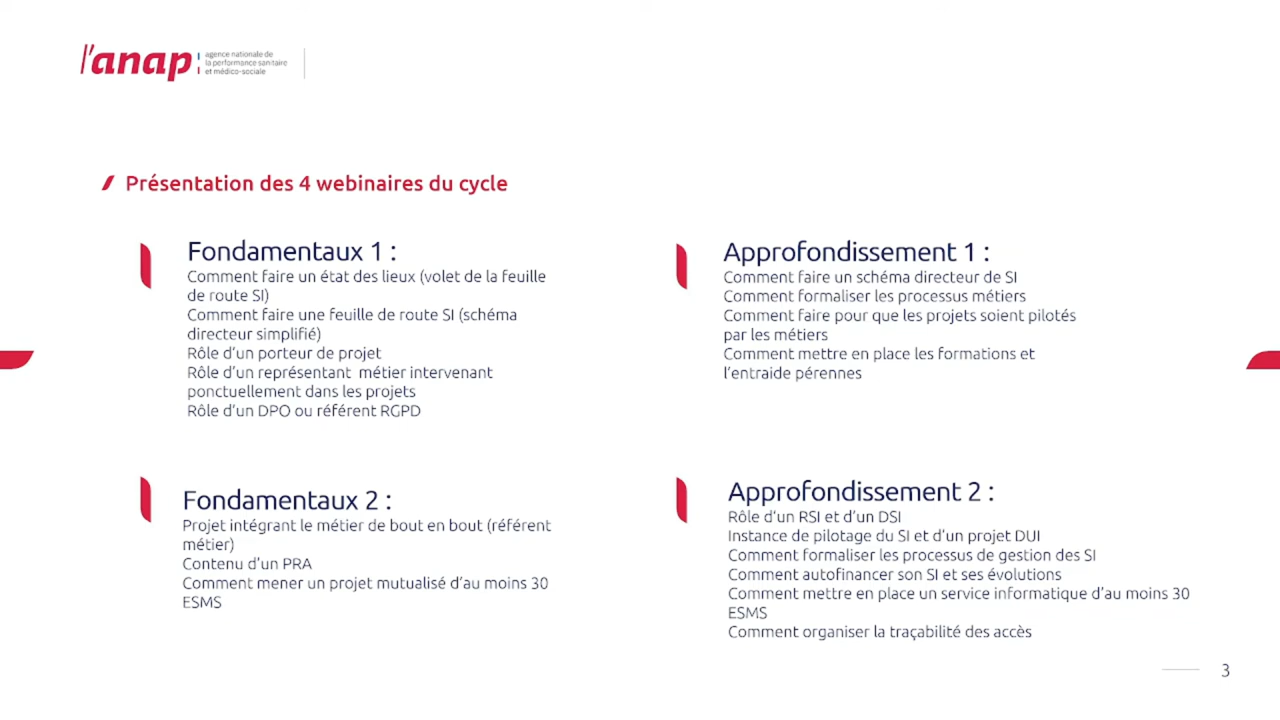 l'anap
agence nationale de
la performance sanitaire
et médico-sociale
Présentation des 4 webinaires du cycle
Fondamentaux 1 :
Comment faire un état des lieux (volet de la feuille
de route SI)
Comment faire une feuille de route SI (schéma
directeur simplifié)
Rôle d'un porteur de projet
Rôle d'un représentant métier intervenant
ponctuellement dans les projets
Rôle d'un DPO ou référent RGPD
Approfondissement 1 :
Comment faire un schéma directeur de SI
Comment formaliser les processus métiers
Comment faire pour que les projets soient pilotés
par les métiers
Comment mettre en place les formations et
l'entraide pérennes
Fondamentaux 2 :
Projet intégrant le métier de bout en bout (référent
métier)
Contenu d'un PRA
Comment mener un projet mutualisé d'au moins 30
ESMS
Approfondissement 2 :
Rôle d'un RSI et d'un DSI
Instance de pilotage du SI et d'un projet DUI
Comment formaliser les processus de gestion des SI
Comment autofinancer son SI et ses évolutions
Comment mettre en place un service informatique d'au moins 30
ESMS
Comment organiser la traçabilité des accès
3